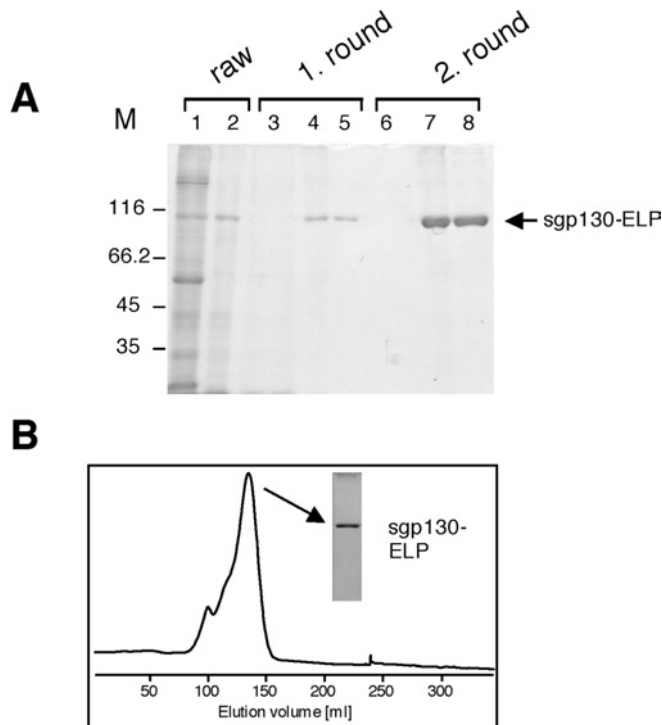 A
raw
1. round
2. round
M
1 2 3 4 5 6 7 8
116
66.2
45
35
sgp130-ELP
B
sgp130-
ELP
50 100 150 200 250 300
Elution volume [ml]